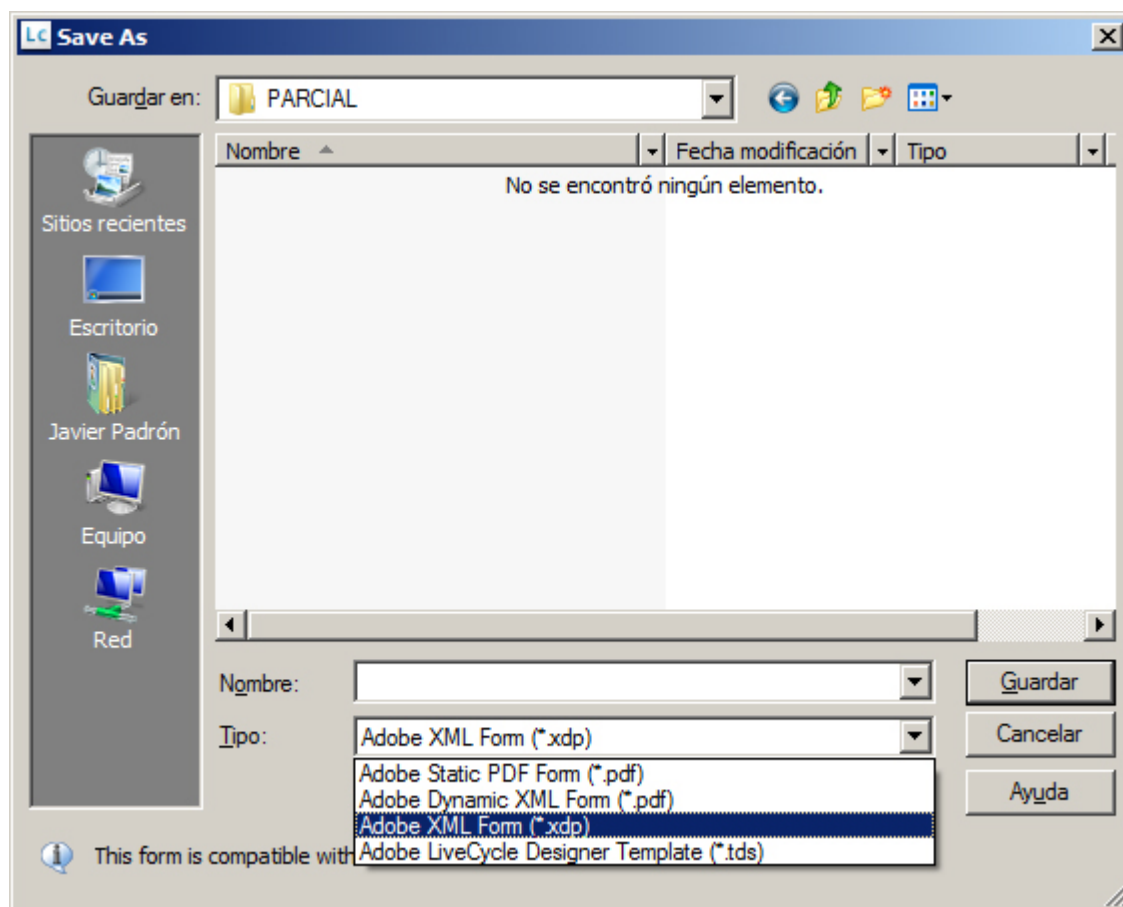 Lc Save As
Guardar en: PARCIAL
Nombre Fecha modificación Tipo
No se encontró ningún elemento.
Sitios recientes
Escritorio
Javier Padrón
Equipo
Red
Nombre: Guardar
Tipo: Adobe XML Form (*.xdp) Cancelar
Adobe Static PDF Form (*.pdf)
Adobe Dynamic XML Form (*.pdf) Ayuda
Adobe XML Form (*.xdp)
Adobe LiveCycle Designer Template (*.tds)
This form is compatible with